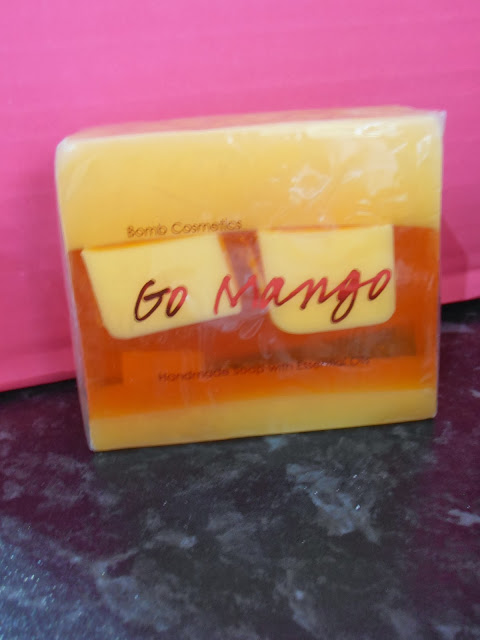 Bomb Cosmetics
Go Mango
Handmade Soap with Essential Oils